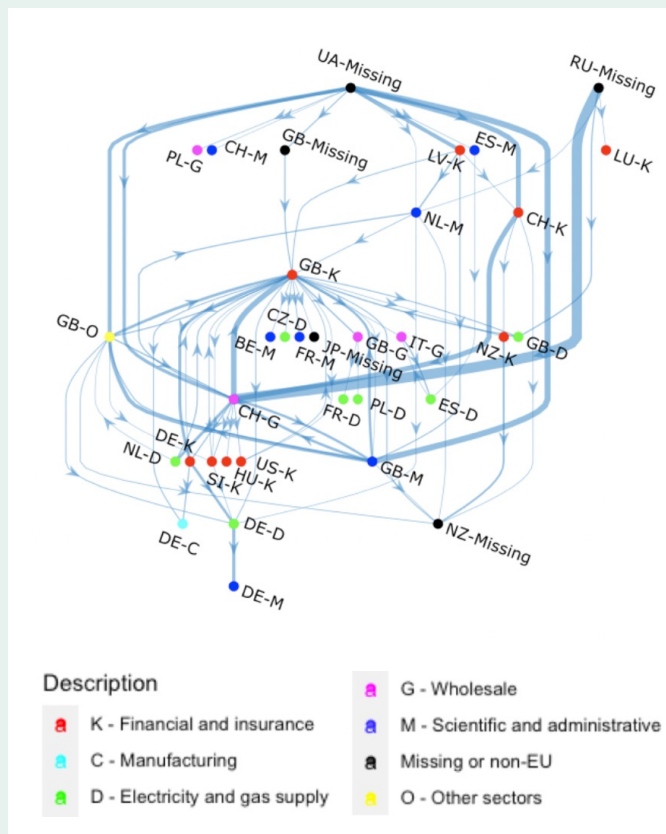 UA-Missing
RU-Missing
PL-G
CH-M
GB-Missing
LV-K
ES-M
LU-K
NL-M
CH-K
GB-K
GB-O
BE-M
CZ-D
FR-M
JP-Missing
GB-G
IT-G
NZ-K
GB-D
CH-G
FR-D
PL-D
ES-D
NL-D
DE-K
SI-K
HU-K
US-K
GB-M
DE-C
DE-D
NZ-Missing
DE-M
Description
a K - Financial and insurance
a C - Manufacturing
a D - Electricity and gas supply
a G - Wholesale
a M - Scientific and administrative
a Missing or non-EU
a O - Other sectors